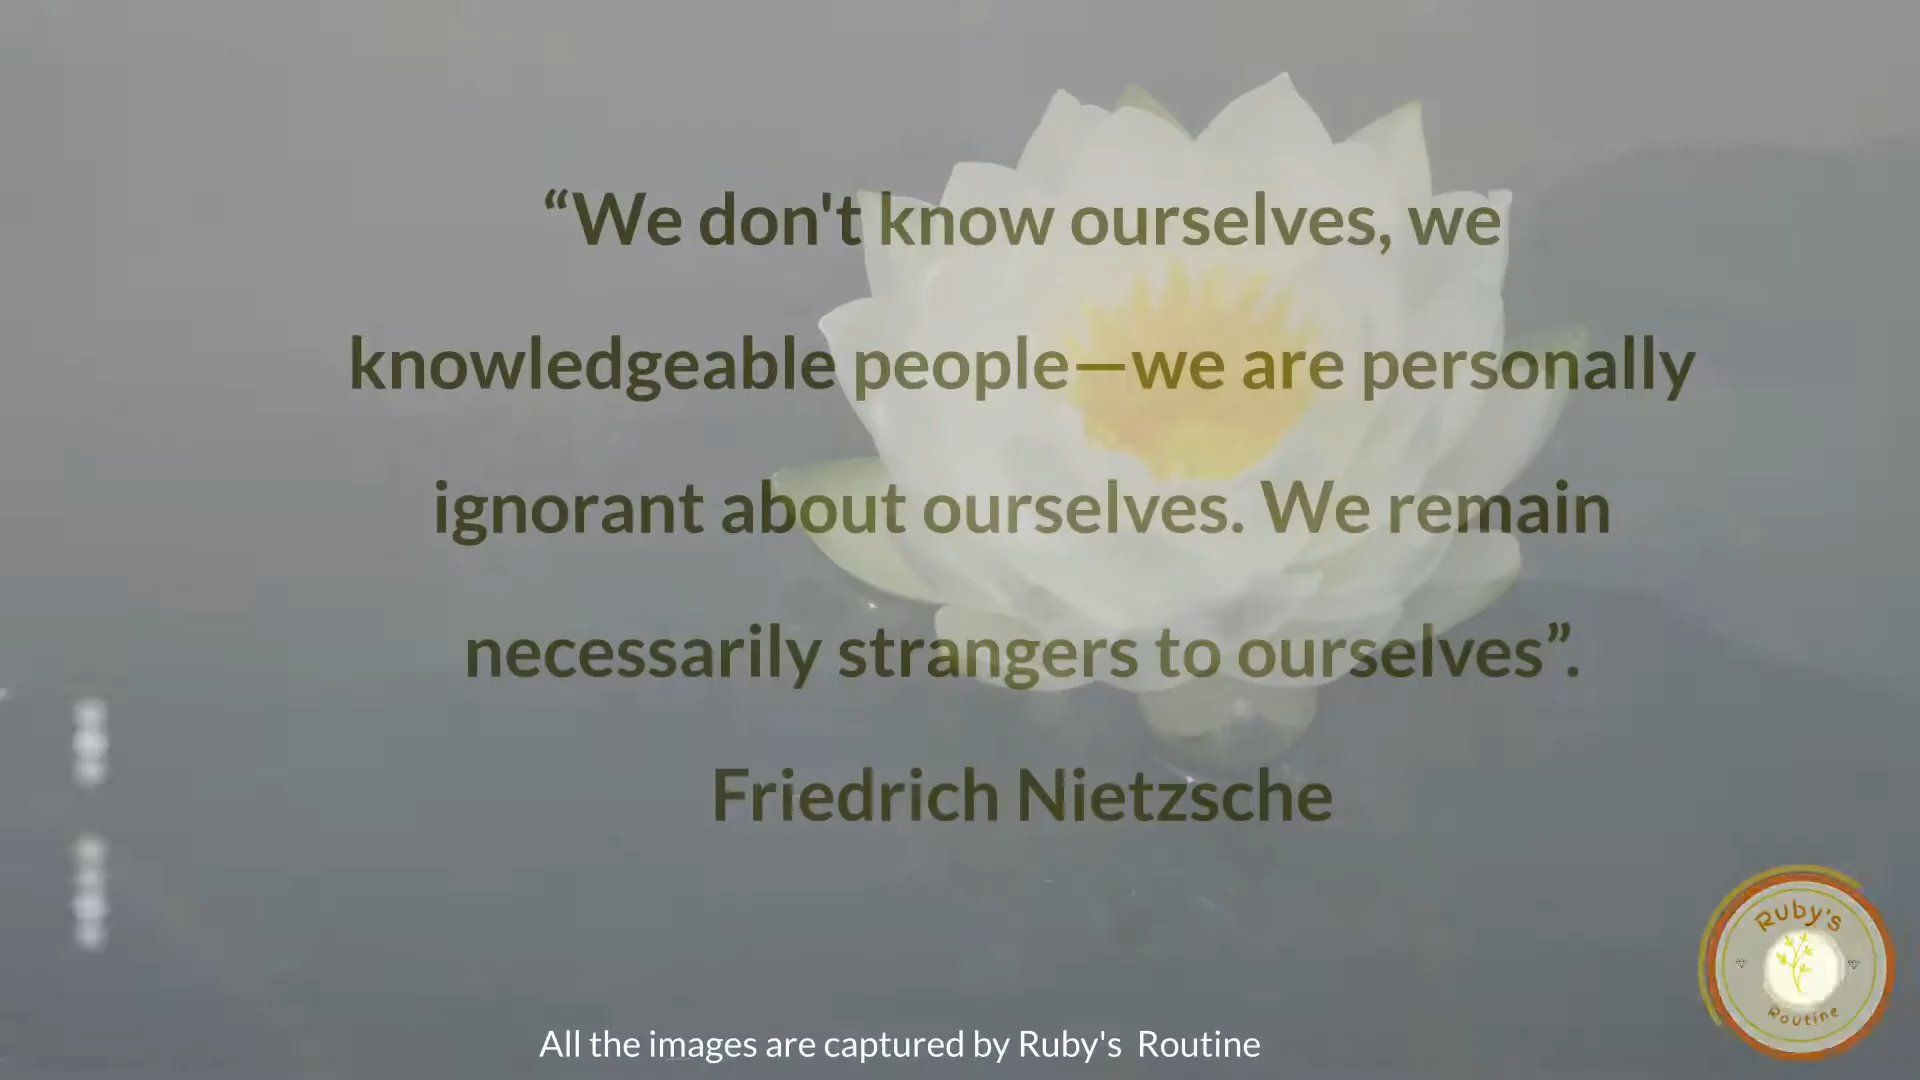 “We don't know ourselves, we
knowledgeable people—we are personally
ignorant about ourselves. We remain
necessarily strangers to ourselves”.
Friedrich Nietzsche
Ruby's
Routine
All the images are captured by Ruby's  Routine